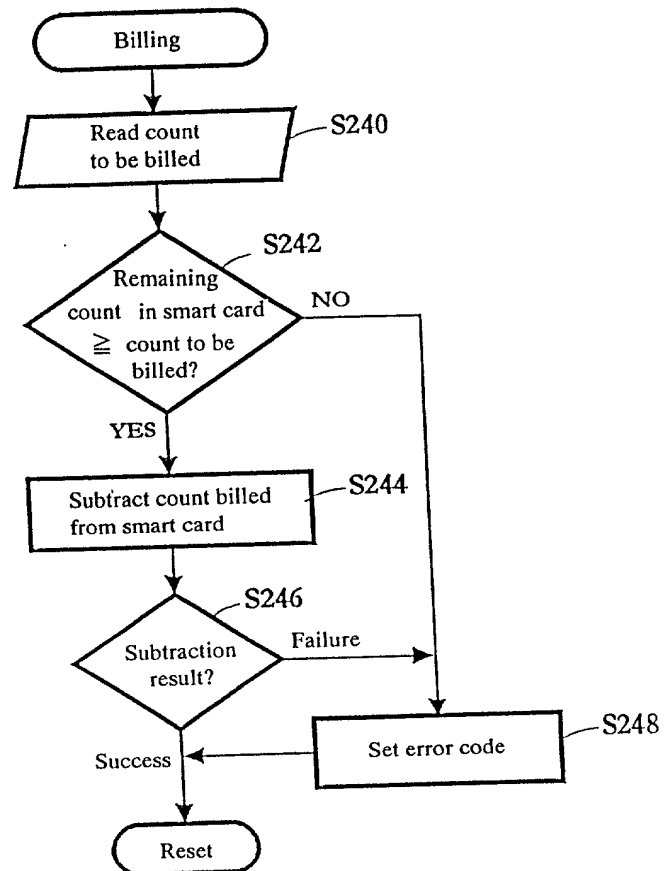 Billing
Read count
to be billed
S240
S242
Remaining
count in smart card
≧ count to be
billed?
NO
YES
Subtract count billed
from smart card
S244
S246
Subtraction
result?
Failure
Success
Set error code
S248
Reset